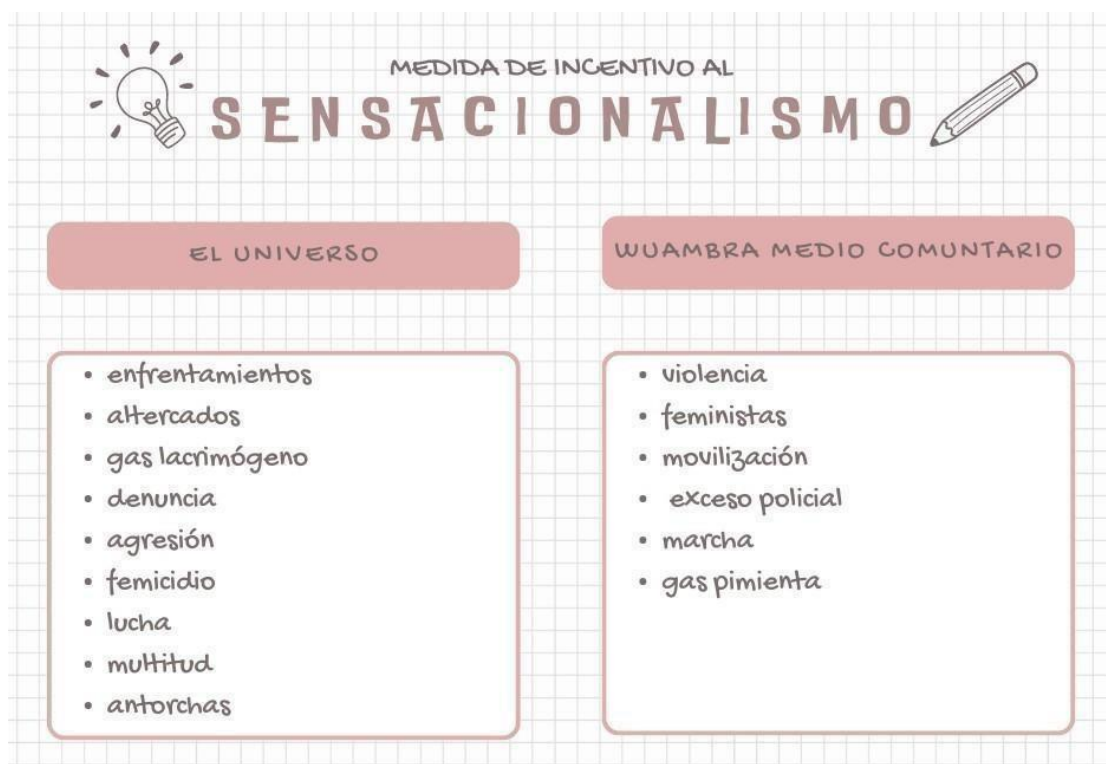 MEDIDA DE INCENTIVO AL
SENSACIONALISMO
EL UNIVERSO
• enfrentamientos
• altercados
• gas lacrimógeno
• denuncia
• agresión
• femicidio
• lucha
• multitud
• antorchas
WUAMBRA MEDIO COMUNTARIO
• violencia
• feministas
• movilización
• exceso policial
• marcha
• gas pimienta